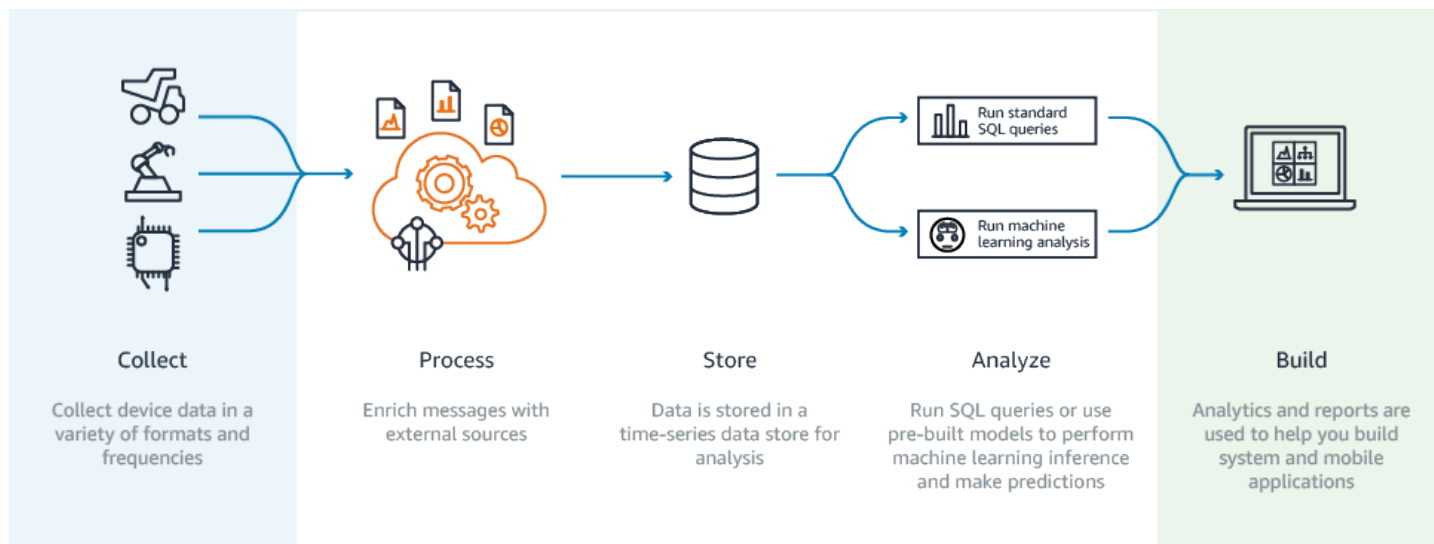 Run standard
SQL queries
Run machine
learning analysis
Collect
Collect device data in a
variety of formats and
frequencies
Process
Enrich messages with
external sources
Store
Data is stored in a
time-series data store for
analysis
Analyze
Run SQL queries or use
pre-built models to perform
machine learning inference
and make predictions
Build
Analytics and reports are
used to help you build
system and mobile
applications